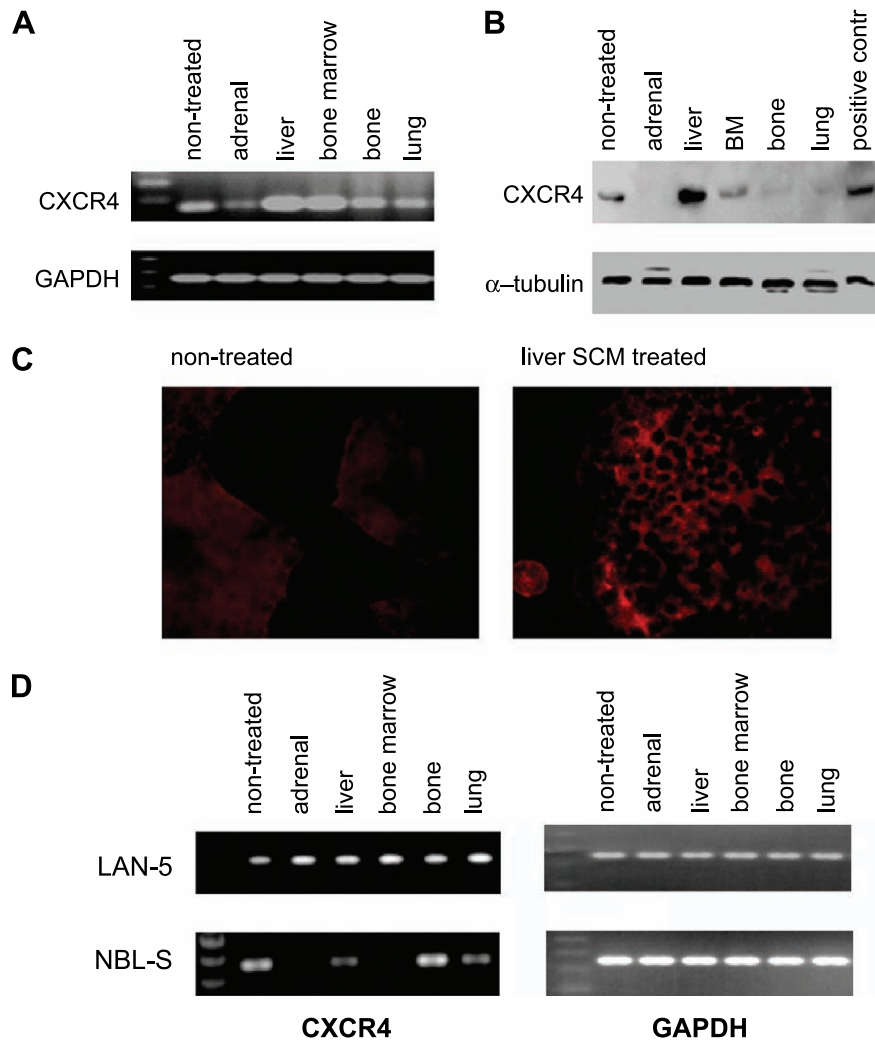 A
non-treated
adrenal
liver
bone marrow
bone
lung
CXCR4
GAPDH
B
non-treated
adrenal
liver
BM
bone
lung
positive contr
CXCR4
α–tubulin
C
non-treated
liver SCM treated
D
non-treated
adrenal
liver
bone marrow
bone
lung
non-treated
adrenal
liver
bone marrow
bone
lung
LAN-5
NBL-S
CXCR4
GAPDH